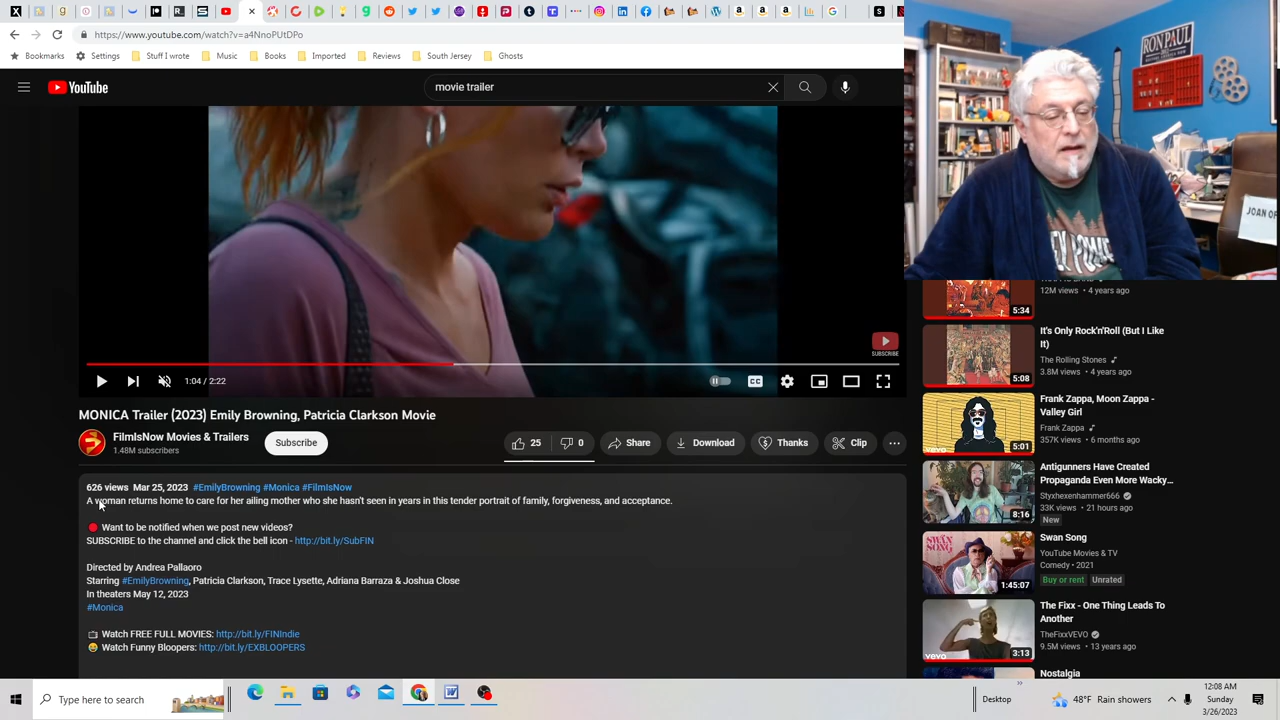 https://www.youtube.com/watch?v=a4NnoPUtDPo
Bookmarks
Settings
Stuff I wrote
Music
Books
Imported
Reviews
South Jersey
Ghosts
YouTube
movie trailer
RON PAUL
JOAN OF
SUBSCRIBE
1:04 / 2:22
CC
MONICA Trailer (2023) Emily Browning, Patricia Clarkson Movie
FilmIsNow Movies & Trailers
1.48M subscribers
Subscribe
25
0
Share
Download
Thanks
Clip
626 views Mar 25, 2023 #EmilyBrowning #Monica #FilmIsNow
A woman returns home to care for her ailing mother who she hasn't seen in years in this tender portrait of family, forgiveness, and acceptance.
Want to be notified when we post new videos?
SUBSCRIBE to the channel and click the bell icon - http://bit.ly/SubFIN
Directed by Andrea Pallaoro
Starring #EmilyBrowning, Patricia Clarkson, Trace Lysette, Adriana Barraza & Joshua Close
In theaters May 12, 2023
#Monica
Watch FREE FULL MOVIES: http://bit.ly/FINIndie
Watch Funny Bloopers: http://bit.ly/EXBLOOPERS
12M views • 4 years ago
5:34
It's Only Rock'n'Roll (But I Like
It)
The Rolling Stones
3.8M views • 4 years ago
5:08
Frank Zappa, Moon Zappa -
Valley Girl
Frank Zappa
357K views • 6 months ago
vevo
5:01
Antigunners Have Created
Propaganda Even More Wacky...
Styxhexenhammer666
33K views • 21 hours ago
New
8:16
SWAN
SONG
Swan Song
YouTube Movies & TV
Comedy • 2021
Buy or rent
Unrated
1:45:07
The Fixx - One Thing Leads To
Another
TheFixxVEVO
9.5M views • 13 years ago
vevo
3:13
Nostalgia
Type here to search
Desktop
48°F Rain showers
12:08 AM
Sunday
3/26/2023